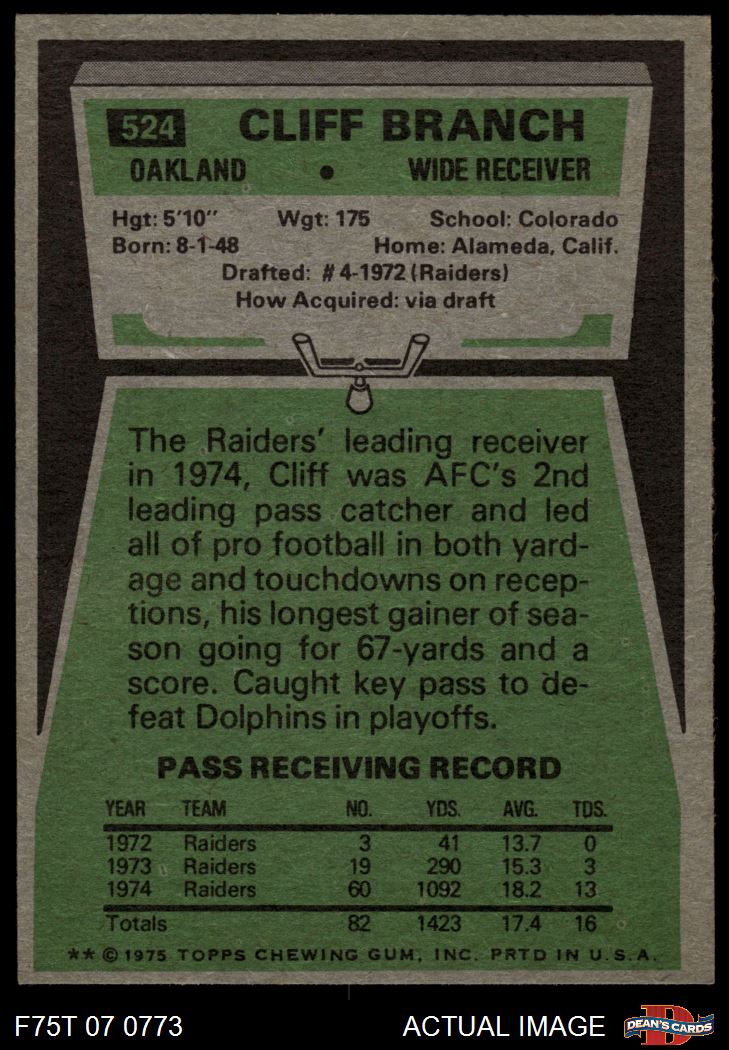 524 CLIFF BRANCH
OAKLAND • WIDE RECEIVER
Hgt: 5'10" Wgt: 175 School: Colorado
Born: 8-1-48 Home: Alameda, Calif.
Drafted: #4-1972 (Raiders)
How Acquired: via draft
The Raiders' leading receiver
in 1974, Cliff was AFC's 2nd
leading pass catcher and led
all of pro football in both yard-
age and touchdowns on recep-
tions, his longest gainer of sea-
son going for 67-yards and a
score. Caught key pass to de-
feat Dolphins in playoffs.
PASS RECEIVING RECORD
YEAR TEAM NO. YDS. AVG. TDS.
1972 Raiders 3 41 13.7 0
1973 Raiders 19 290 15.3 3
1974 Raiders 60 1092 18.2 13
Totals 82 1423 17.4 16
** © 1975 TOPPS CHEWING GUM, INC. PRTD IN U.S.A.
F75T 07 0773 ACTUAL IMAGE D DEAN'S CARDS